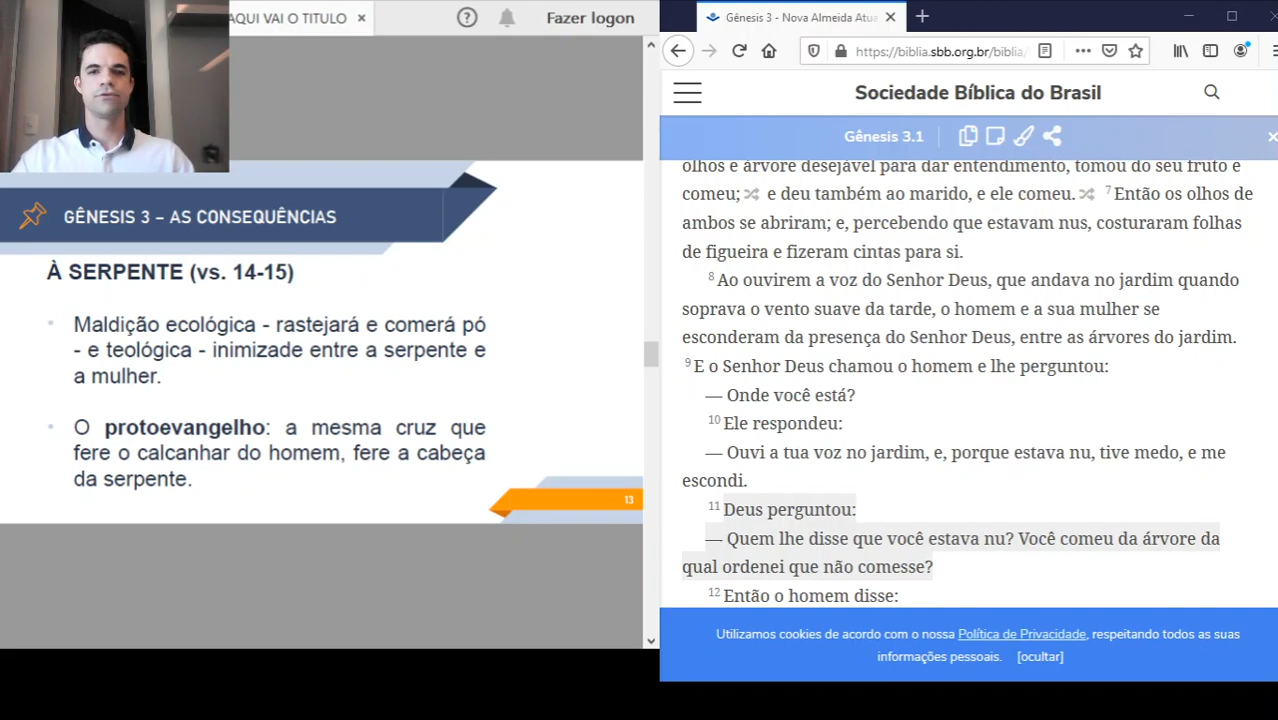 AQUI VAI O TITULO ×
? Fazer logon
GÊNESIS 3 – AS CONSEQUÊNCIAS
À SERPENTE (vs. 14-15)
• Maldição ecológica - rastejará e comerá pó
- e teológica - inimizade entre a serpente e
a mulher.
• O protoevangelho: a mesma cruz que
fere o calcanhar do homem, fere a cabeça
da serpente.
13
Gênesis 3 - Nova Almeida Atua
https://biblia.sbb.org.br/biblia/
Sociedade Bíblica do Brasil
Gênesis 3.1
olhos e árvore desejável para dar entendimento, tomou do seu fruto e
comeu; e deu também ao marido, e ele comeu. 7 Então os olhos de
ambos se abriram; e, percebendo que estavam nus, costuraram folhas
de figueira e fizeram cintas para si.
8 Ao ouvirem a voz do Senhor Deus, que andava no jardim quando
soprava o vento suave da tarde, o homem e a sua mulher se
esconderam da presença do Senhor Deus, entre as árvores do jardim.
9 E o Senhor Deus chamou o homem e lhe perguntou:
— Onde você está?
10 Ele respondeu:
— Ouvi a tua voz no jardim, e, porque estava nu, tive medo, e me
escondi.
11 Deus perguntou:
— Quem lhe disse que você estava nu? Você comeu da árvore da
qual ordenei que não comesse?
12 Então o homem disse:
Utilizamos cookies de acordo com o nossa Política de Privacidade, respeitando todos as suas
informações pessoais. [ocultar]